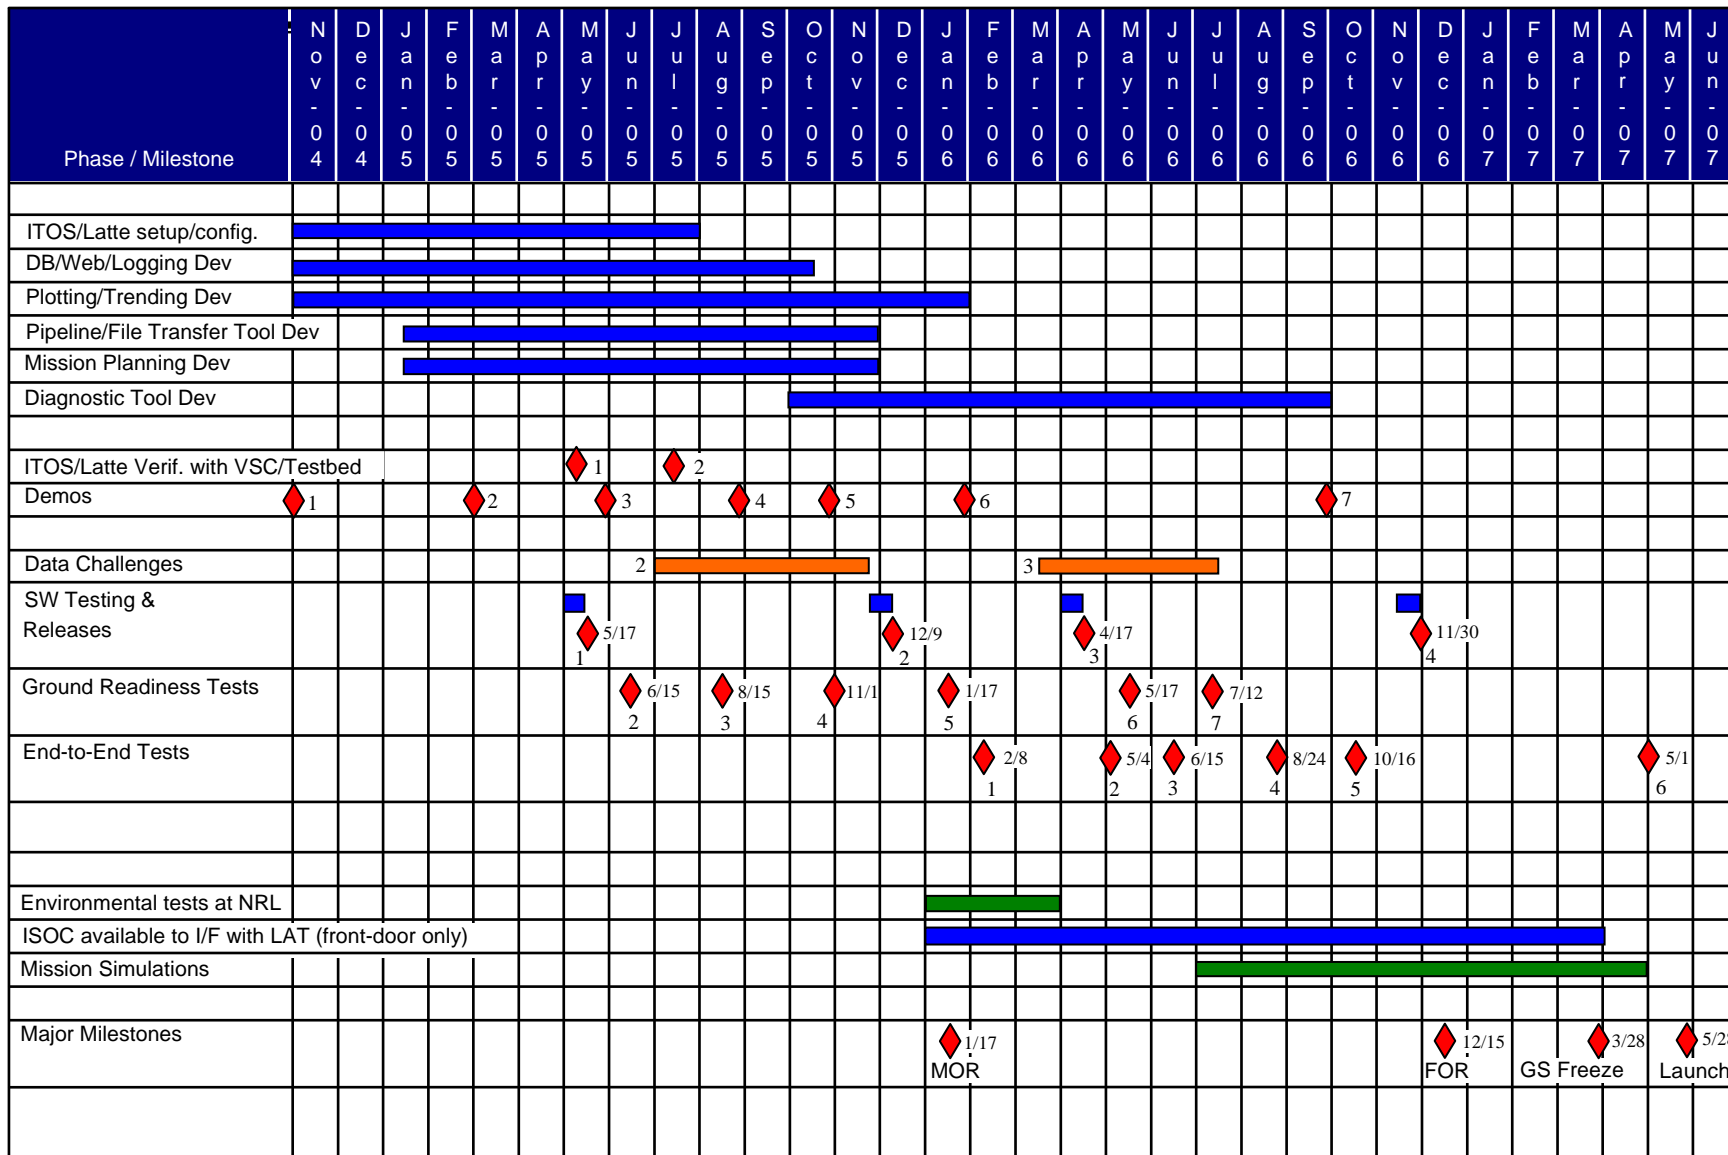 Phase / Milestone
Nov-04 Dec-04 Jan-05 Feb-05 Mar-05 Apr-05 May-05 Jun-05 Jul-05 Aug-05 Sep-05 Oct-05 Nov-05 Dec-05 Jan-06 Feb-06 Mar-06 Apr-06 May-06 Jun-06 Jul-06 Aug-06 Sep-06 Oct-06 Nov-06 Dec-06 Jan-07 Feb-07 Mar-07 Apr-07 May-07 Jun-07
ITOS/Latte setup/config.
DB/Web/Logging Dev
Plotting/Trending Dev
Pipeline/File Transfer Tool Dev
Mission Planning Dev
Diagnostic Tool Dev
ITOS/Latte Verif. with VSC/Testbed 1 2
Demos 1 2 3 4 5 6 7
Data Challenges 2 3
SW Testing &
Releases 5/17 12/9 4/17 11/30
1 2 3 4
Ground Readiness Tests 6/15 8/15 11/1 1/17 5/17 7/12
2 3 4 5 6 7
End-to-End Tests 2/8 5/4 6/15 8/24 10/16 5/1
1 2 3 4 5 6
Environmental tests at NRL
ISOC available to I/F with LAT (front-door only)
Mission Simulations
Major Milestones 1/17 12/15 3/28 5/28
MOR FOR GS Freeze Launch